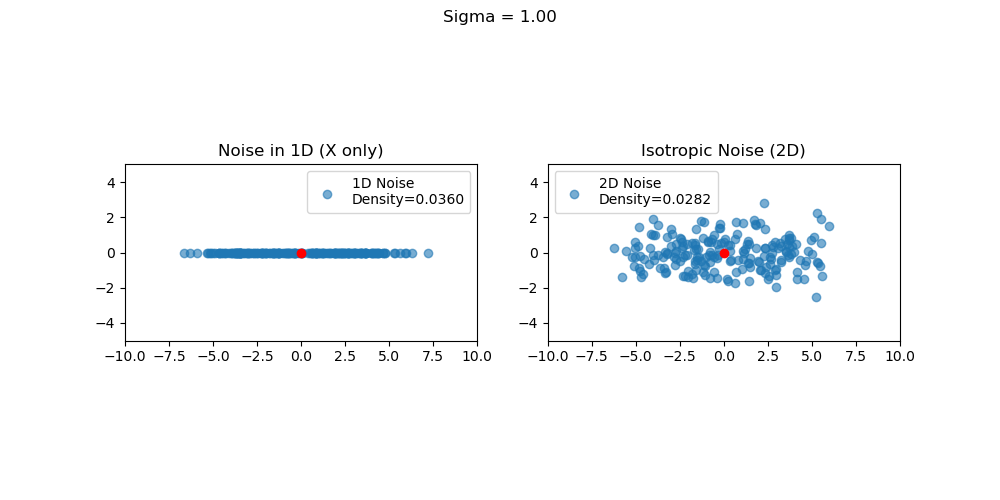 Sigma = 1.00
Noise in 1D (X only)
1D Noise
Density=0.0360
4
2
0
−2
−4
−10.0 −7.5 −5.0 −2.5 0.0 2.5 5.0 7.5 10.0
Isotropic Noise (2D)
2D Noise
Density=0.0282
4
2
0
−2
−4
−10.0 −7.5 −5.0 −2.5 0.0 2.5 5.0 7.5 10.0